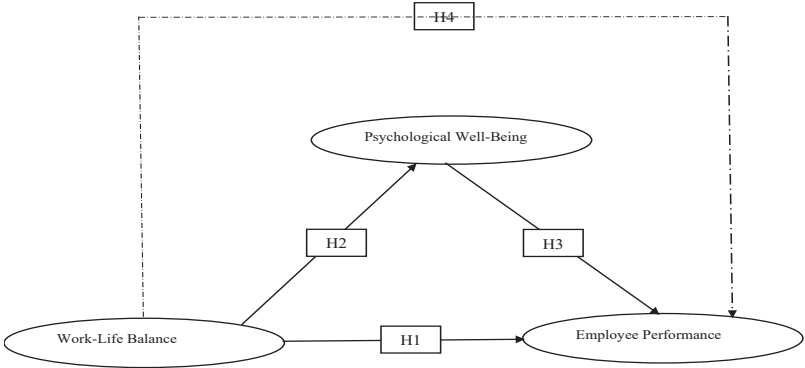 H4
Psychological Well-Being
H2
H3
Work-Life Balance
H1
Employee Performance